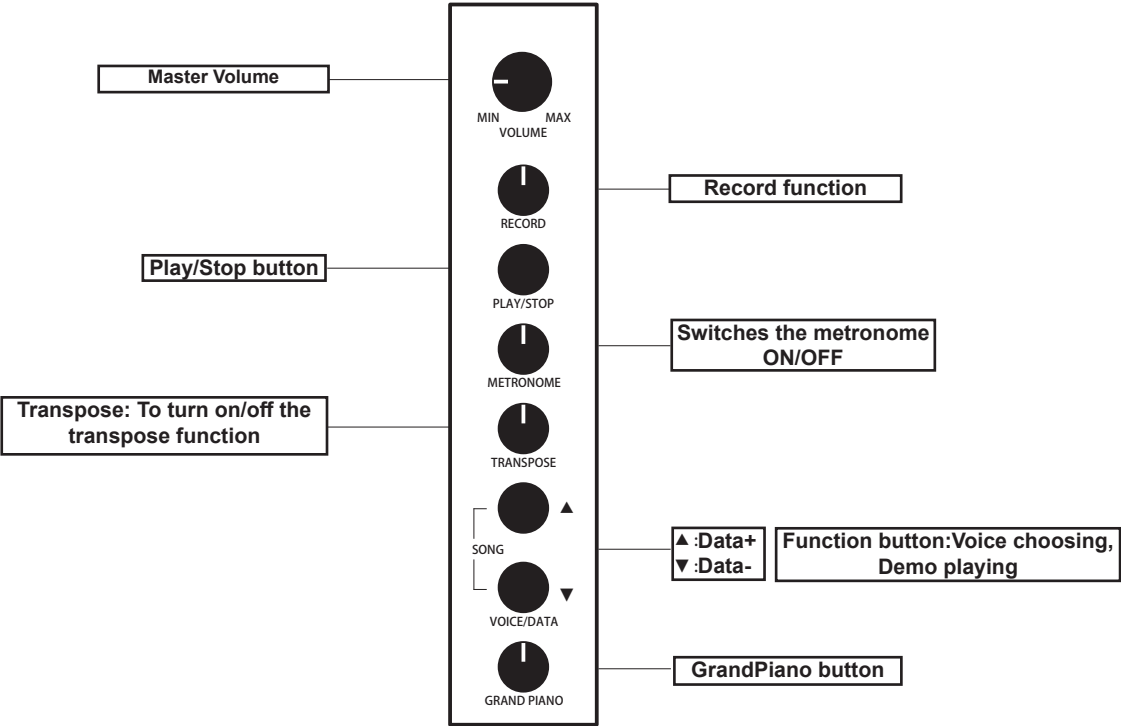 Master Volume
MIN MAX
VOLUME
RECORD
Record function
Play/Stop button
PLAY/STOP
Switches the metronome
ON/OFF
METRONOME
Transpose: To turn on/off the
transpose function
TRANSPOSE
▲
SONG
▲:Data+
▼:Data-
Function button:Voice choosing,
Demo playing
▼
VOICE/DATA
GrandPiano button
GRAND PIANO